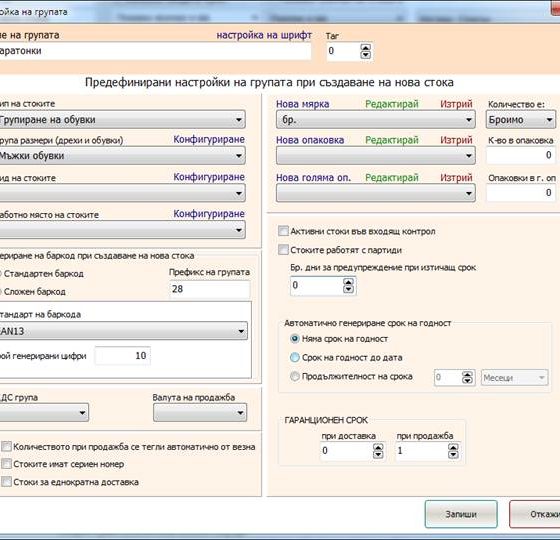 ойка на групата
ие на групата
настройка на шрифт
Таг
аратонки
0
Предефинирани настройки на групата при създаване на нова стока
ип на стоките
Групиране на обувки
рупа размери (дрехи и обувки)
Конфигуриране
Мъжки обувки
ид на стоките
Конфигуриране
аботно място на стоките
Конфигуриране
Нова мярка
Редактирай
Изтрий
Количество е:
бр.
Броимо
Нова опаковка
Редактирай
Изтрий
К-во в опаковка
0
Нова голяма оп.
Редактирай
Изтрий
Опаковки в г. оп
0
ериране на баркод при създаване на нова стока
Стандартен баркод
Префикс на групата
Сложен баркод
28
тандарт на баркода
EAN13
рой генерирани цифри
10
ДС група
Валута на продажба
Количеството при продажба се тегли автоматично от везна
Стоките имат сериен номер
Стоки за еднократна доставка
Активни стоки във входящ контрол
Стоките работят с партиди
Бр. дни за предупреждение при изтичащ срок
0
Автоматично генериране срок на годност
Няма срок на годност
Срок на годност до дата
Продължителност на срока
0
Месеци
ГАРАНЦИОНЕН СРОК
при доставка
при продажба
0
1
Запиши
Откажи